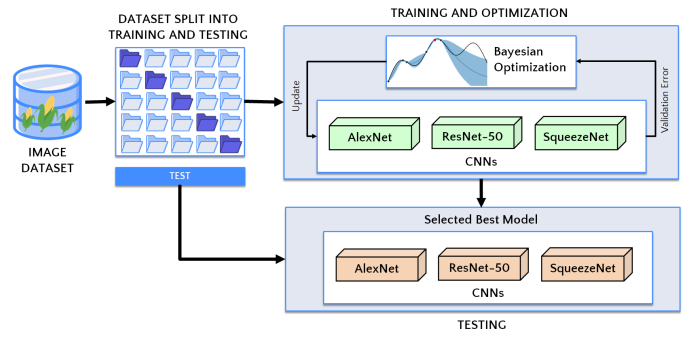 DATASET SPLIT INTO
TRAINING AND TESTING
TRAINING AND OPTIMIZATION
Bayesian
Optimization
Update
Validation Error
AlexNet
ResNet-50
SqueezeNet
CNNs
IMAGE
DATASET
TEST
Selected Best Model
AlexNet
ResNet-50
SqueezeNet
CNNs
TESTING